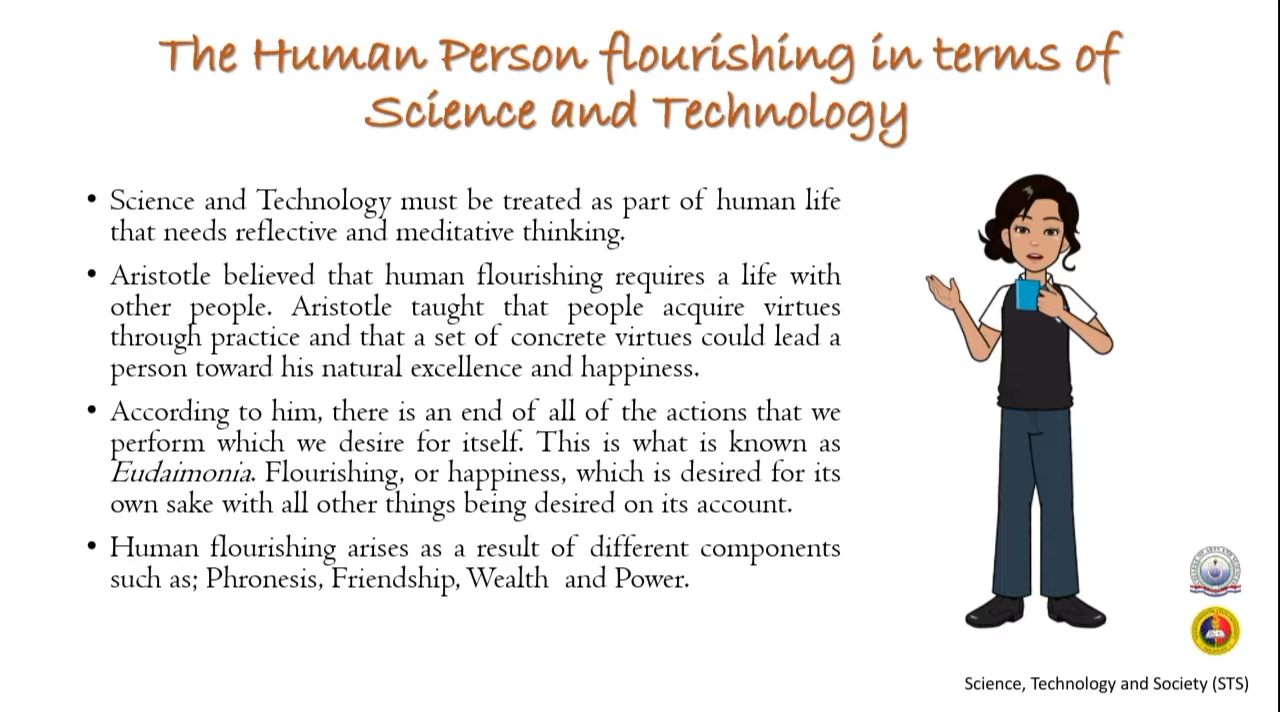 The Human Person flourishing in terms of
Science and Technology
• Science and Technology must be treated as part of human life
that needs reflective and meditative thinking.
• Aristotle believed that human flourishing requires a life with
other people. Aristotle taught that people acquire virtues
through practice and that a set of concrete virtues could lead a
person toward his natural excellence and happiness.
• According to him, there is an end of all of the actions that we
perform which we desire for itself. This is what is known as
Eudaimonia. Flourishing, or happiness, which is desired for its
own sake with all other things being desired on its account.
• Human flourishing arises as a result of different components
such as; Phronesis, Friendship, Wealth and Power.
Science, Technology and Society (STS)